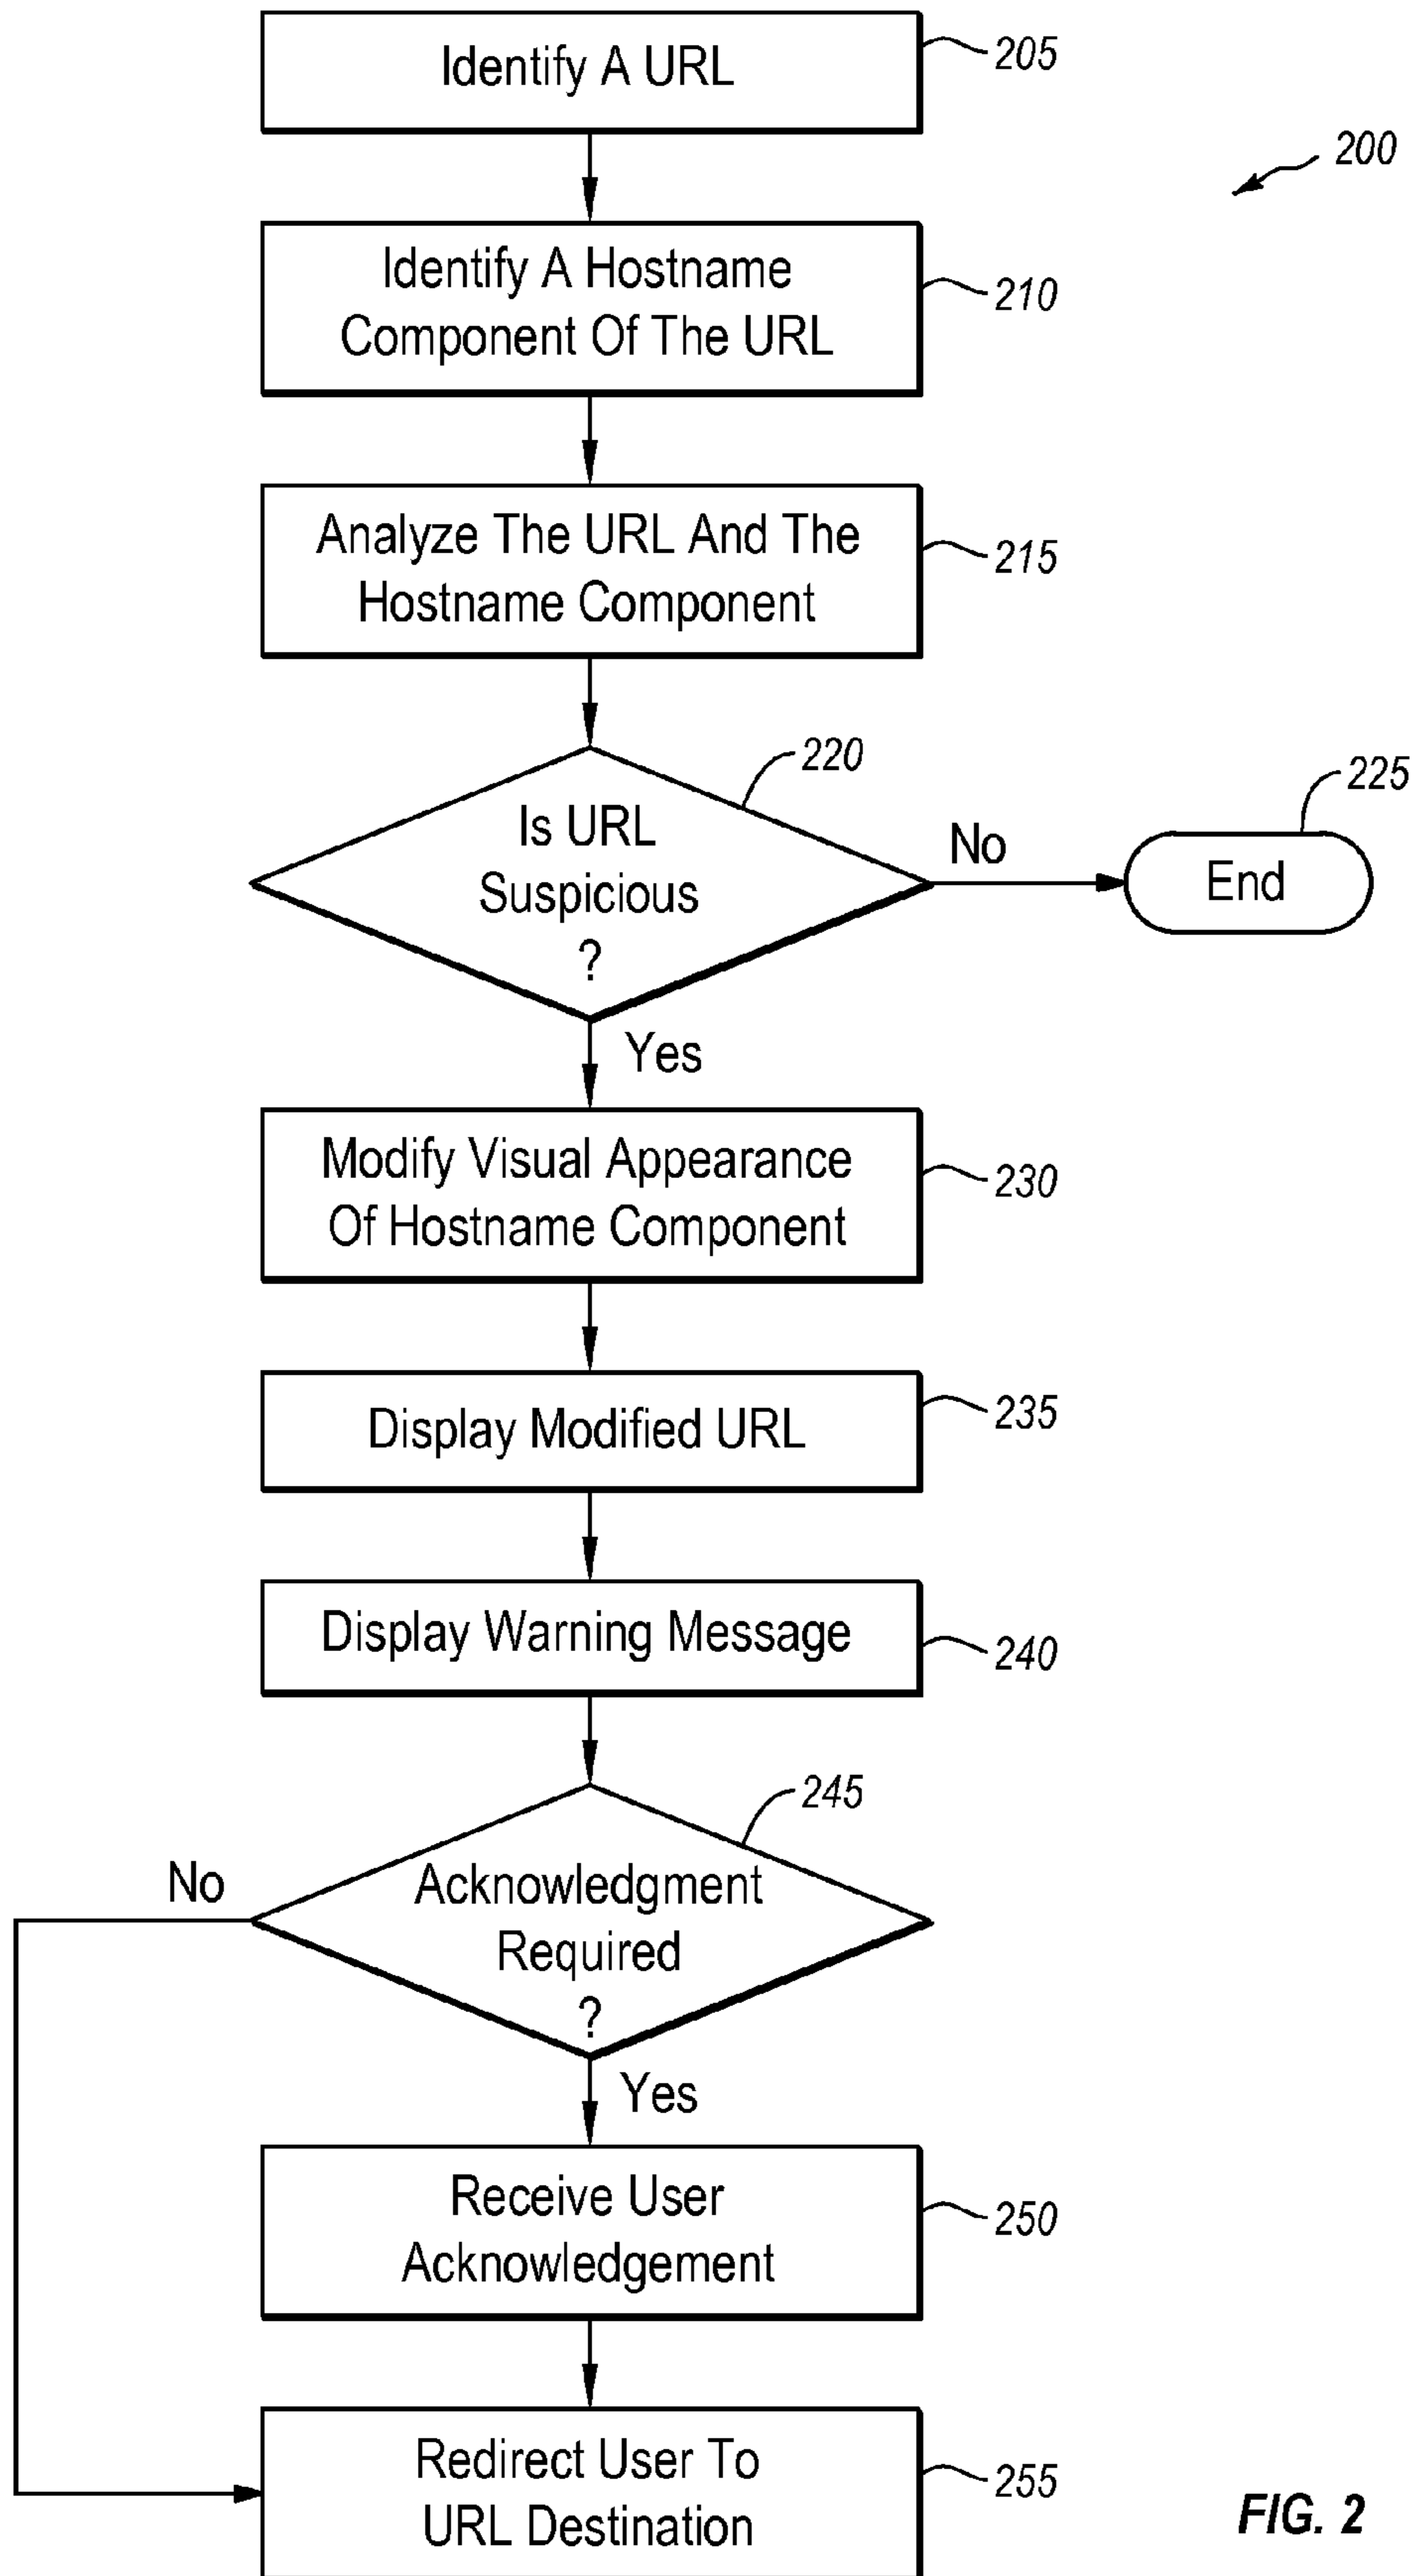 Identify A URL
205
200
Identify A Hostname
Component Of The URL
210
Analyze The URL And The
Hostname Component
215
220
Is URL
Suspicious
?
No
225
End
Yes
Modify Visual Appearance
Of Hostname Component
230
Display Modified URL
235
Display Warning Message
240
245
Acknowledgment
Required
?
No
Yes
Receive User
Acknowledgement
250
Redirect User To
URL Destination
255
FIG. 2